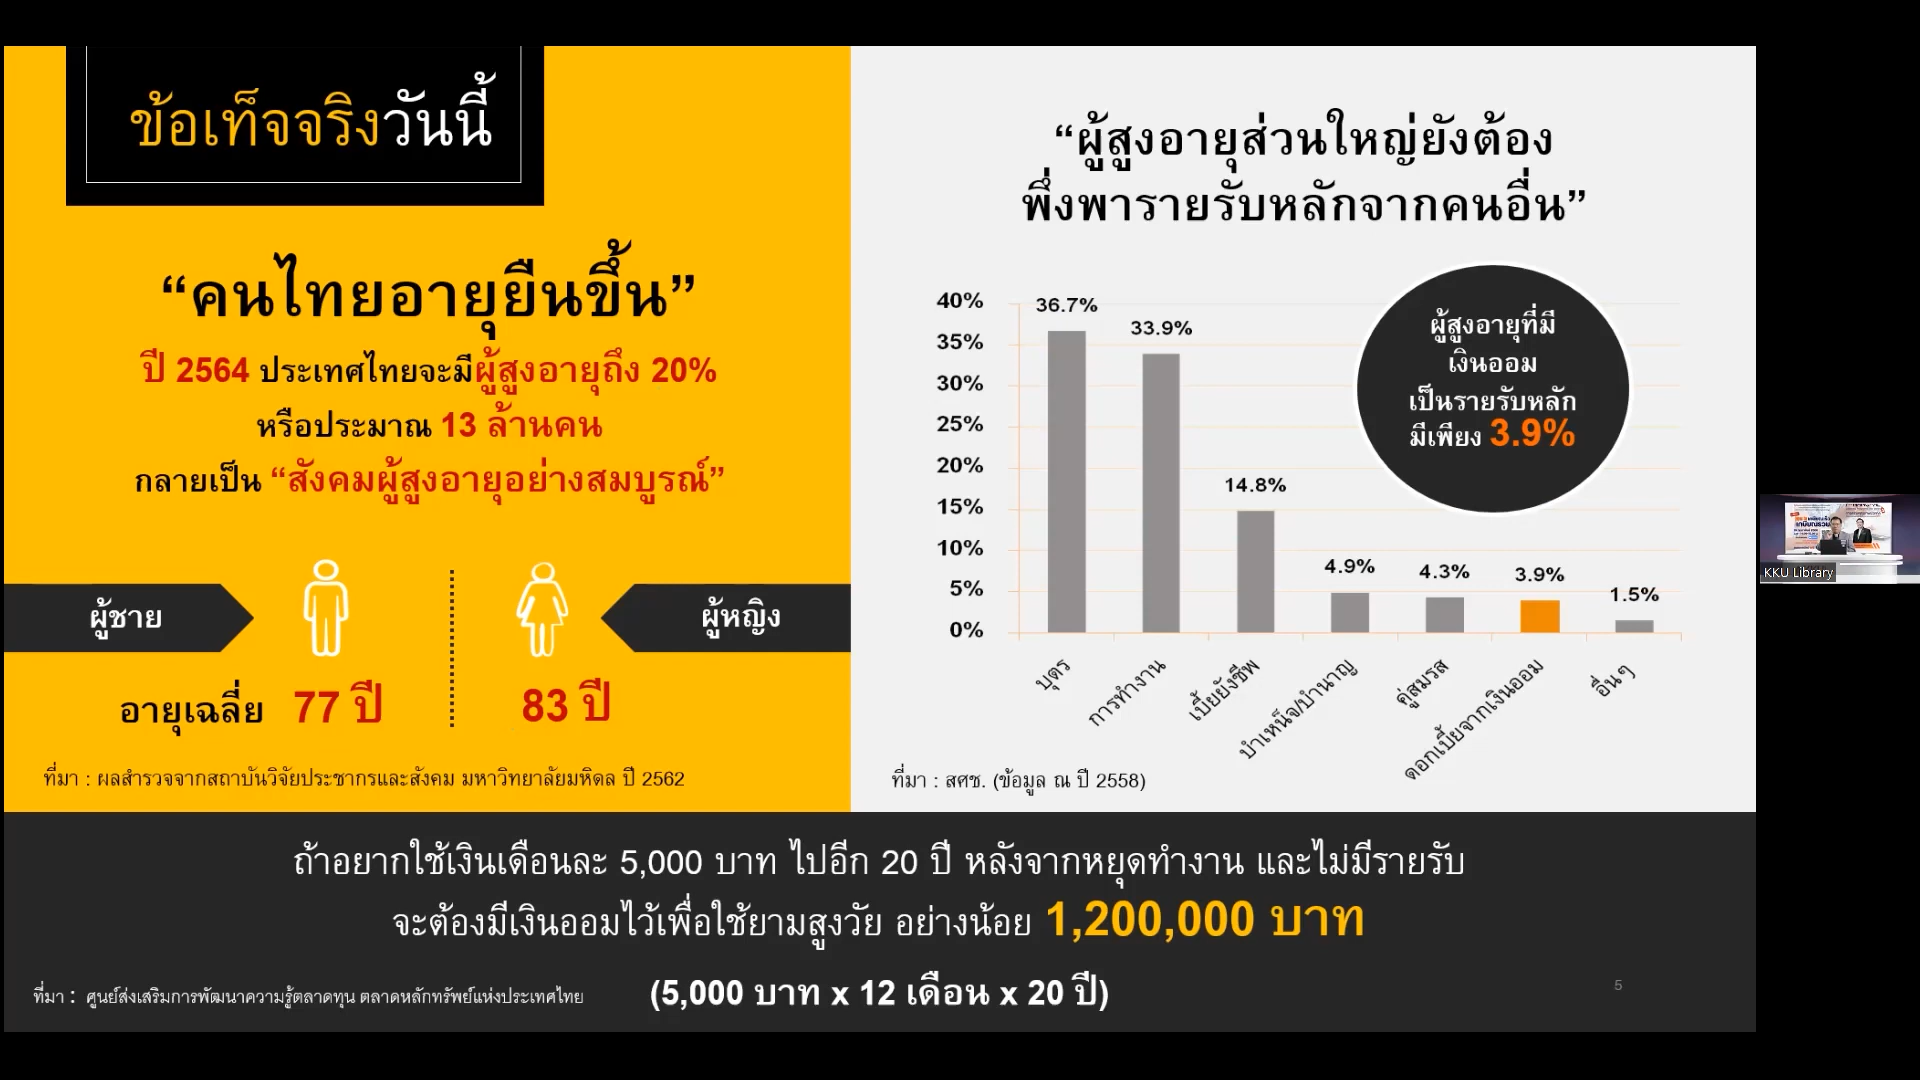 ข้อเท็จจริงวันนี้
“คนไทยอายุยืนขึ้น”
ปี 2564 ประเทศไทยจะมีผู้สูงอายุถึง 20%
หรือประมาณ 13 ล้านคน
กลายเป็น “สังคมผู้สูงอายุอย่างสมบูรณ์”
ผู้ชาย
ผู้หญิง
อายุเฉลี่ย 77 ปี
83 ปี
ที่มา : ผลสำรวจจากสถาบันวิจัยประชากรและสังคม มหาวิทยาลัยมหิดล ปี 2562
“ผู้สูงอายุส่วนใหญ่ยังต้อง
พึ่งพารายรับหลักจากคนอื่น”
ผู้สูงอายุที่มี
เงินออม
เป็นรายรับหลัก
มีเพียง 3.9%
40%
35%
30%
25%
20%
15%
10%
5%
0%
36.7%
33.9%
14.8%
4.9%
4.3%
3.9%
1.5%
บุตร
การทำงาน
เบี้ยยังชีพ
บำเหน็จ/บำนาญ
คู่สมรส
ดอกเบี้ยจากเงินออม
อื่นๆ
ที่มา : สศช. (ข้อมูล ณ ปี 2558)
ถ้าอยากใช้เงินเดือนละ 5,000 บาท ไปอีก 20 ปี หลังจากหยุดทำงาน และไม่มีรายรับ
จะต้องมีเงินออมไว้เพื่อใช้ยามสูงวัย อย่างน้อย 1,200,000 บาท
(5,000 บาท x 12 เดือน x 20 ปี)
ที่มา : ศูนย์ส่งเสริมการพัฒนาความรู้ตลาดทุน ตลาดหลักทรัพย์แห่งประเทศไทย
5
KKU Library